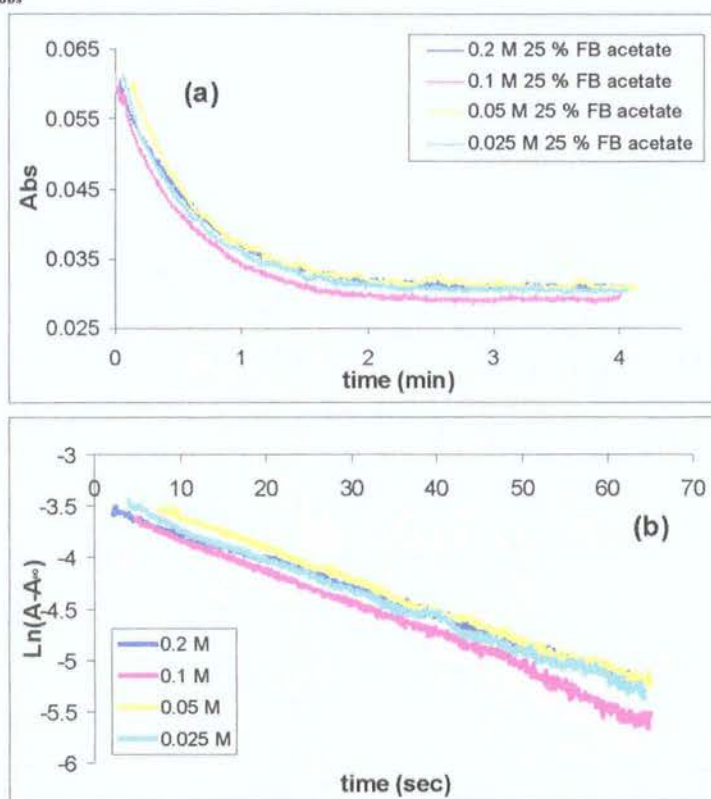 obs
0.065
0.055
0.045
0.035
0.025
Abs
(a)
0.2 M 25 % FB acetate
0.1 M 25 % FB acetate
0.05 M 25 % FB acetate
0.025 M 25 % FB acetate
0 1 2 3 4
time (min)
-3
0 10 20 30 40 50 60 70
-3.5
-4
-4.5
-5
-5.5
-6
Ln(A-A∞)
(b)
0.2 M
0.1 M
0.05 M
0.025 M
time (sec)